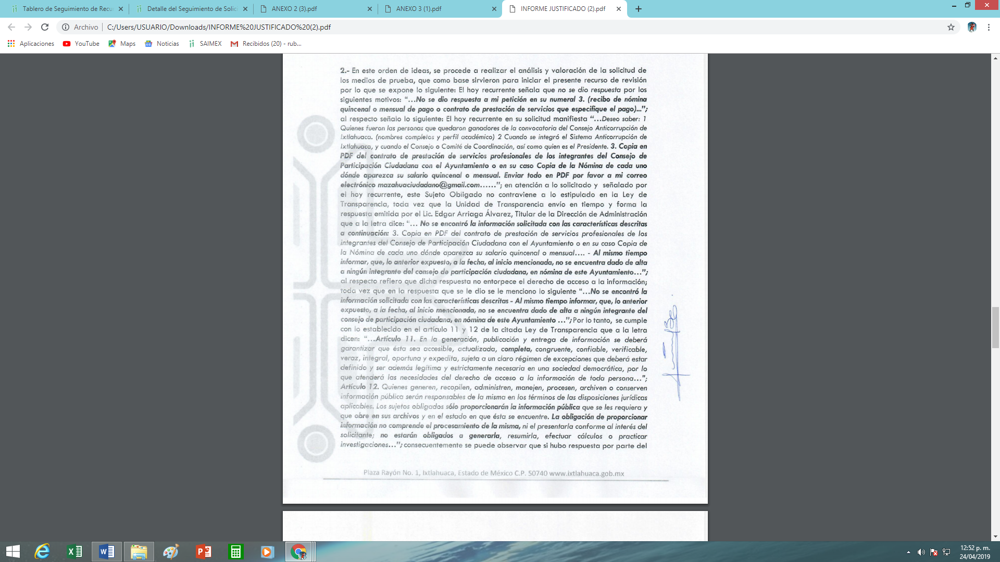 Tablero de Seguimiento de Recu
Detalle del Seguimiento de Solici
ANEXO 2 (3).pdf
ANEXO 3 (1).pdf
INFORME JUSTIFICADO (2).pdf
Archivo
C:/Users/USUARIO/Downloads/INFORME%20JUSTIFICADO%20(2).pdf
Aplicaciones
YouTube
Maps
Noticias
SAIMEX
Recibidos (20) - rub...
2.- En este orden de ideas, se procede a realizar el análisis y valoración de la solicitud de
los medios de prueba, que como base sirvieron para iniciar el presente recurso de revisión
por lo que se expone lo siguiente: El hoy recurrente señala que no se dio respuesta por los
siguientes motivos: “...No se dio respuesta a mi petición en su numeral 3. (recibo de nómina
quincenal o mensual de pago o contrato de prestación de servicios que especifique el pago)...”;
al respecto señalo lo siguiente: El hoy recurrente en su solicitud manifiesta “...Deseo saber: 1
Quienes fueron las personas que quedaron ganadores de la convocatoria del Consejo Anticorrupción de
Ixtlahuaca. (nombres completos y perfil académico) 2 Cuando se integró el Sistema Anticorrupción de
Ixtlahuaca, y cuando el Consejo o Comité de Coordinación, así como quien es el Presidente. 3. Copia en
PDF del contrato de prestación de servicios profesionales de los integrantes del Consejo de
Participación Ciudadana con el Ayuntamiento o en su caso Copia de la Nómina de cada uno
dónde aparezca su salario quincenal o mensual. Enviar todo en PDF por favor a mi correo
electrónico mazahuaciudadano@gmail.com......”; en atención a lo solicitado y señalado por
el hoy recurrente, este Sujeto Obligado no contraviene a lo estipulado en la Ley de
Transparencia, toda vez que la Unidad de Transparencia envío en tiempo y forma la
respuesta emitida por el Lic. Edgar Arriaga Álvarez, Titular de la Dirección de Administración
que a la letra dice: “... No se encontró la información solicitada con las características descritas
a continuación: 3. Copia en PDF del contrato de prestación de servicios profesionales de los
integrantes del Consejo de Participación Ciudadana con el Ayuntamiento o en su caso Copia de
la Nómina de cada uno dónde aparezca su salario quincenal o mensual.... - Al mismo tiempo
informar, que, lo anterior expuesto, a la fecha, al inicio mencionada, no se encuentra dado de alta
a ningún integrante del consejo de participación ciudadana, en nómina de este Ayuntamiento...”;
al respecto refiero que dicha respuesta no entorpece el derecho de acceso a la información;
toda vez que en la respuesta que se le dio se le menciono lo siguiente “...No se encontró la
información solicitada con las características descritas - Al mismo tiempo informar, que, lo anterior
expuesto, a la fecha, al inicio mencionada, no se encuentra dado de alta a ningún integrante del
consejo de participación ciudadana, en nómina de este Ayuntamiento ...”; Por lo tanto, se cumple
con lo establecido en el artículo 11 y 12 de la citada Ley de Transparencia que a la letra
dicen: “...Artículo 11. En la generación, publicación y entrega de información se deberá
garantizar que ésta sea accesible, actualizada, completa, congruente, confiable, verificable,
veraz, integral, oportuna y expedita, sujeta a un claro régimen de excepciones que deberá estar
definido y ser además legítima y estrictamente necesaria en una sociedad democrática, por lo
que atenderá las necesidades del derecho de acceso a la información de toda persona...”;
Artículo 12. Quienes generen, recopilen, administren, manejen, procesen, archiven o conserven
información pública serán responsables de la misma en los términos de las disposiciones jurídicas
aplicables. Los sujetos obligados sólo proporcionarán la información pública que se les requiera y
que obre en sus archivos y en el estado en que ésta se encuentre. La obligación de proporcionar
información no comprende el procesamiento de la misma, ni el presentarla conforme al interés del
solicitante; no estarán obligados a generarla, resumirla, efectuar cálculos o practicar
investigaciones...”; consecuentemente se puede observar que si hubo respuesta por parte del
Plaza Rayón No. 1, Ixtlahuaca, Estado de México C.P. 50740 www.ixtlahuaca.gob.mx
12:52 p. m.
24/04/2019